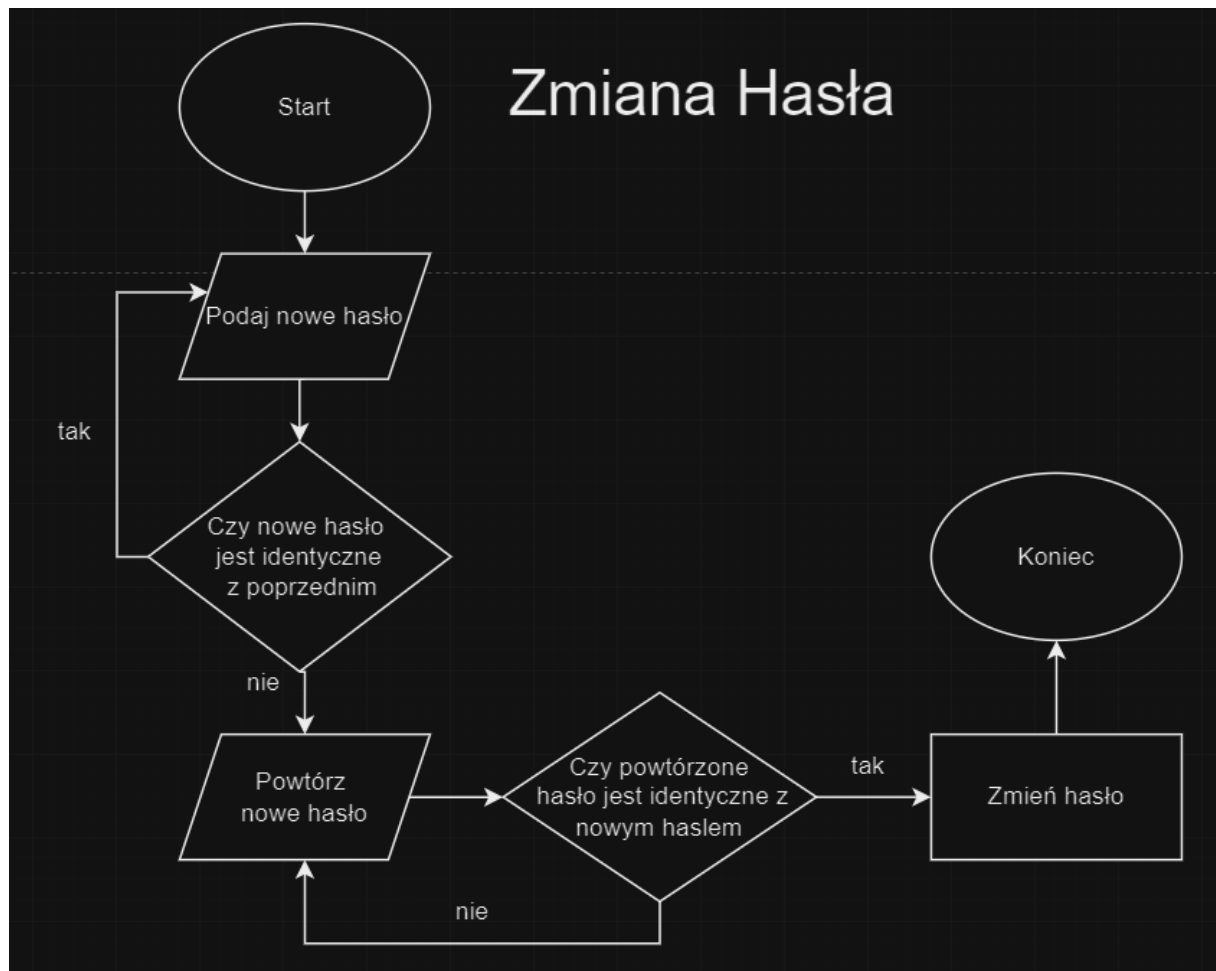 Zmiana Hasła
Start
Podaj nowe hasło
tak
Czy nowe hasło
jest identyczne
z poprzednim
nie
Powtórz
nowe hasło
Czy powtórzone
hasło jest identyczne z
nowym haslem
nie
tak
Zmień hasło
Koniec